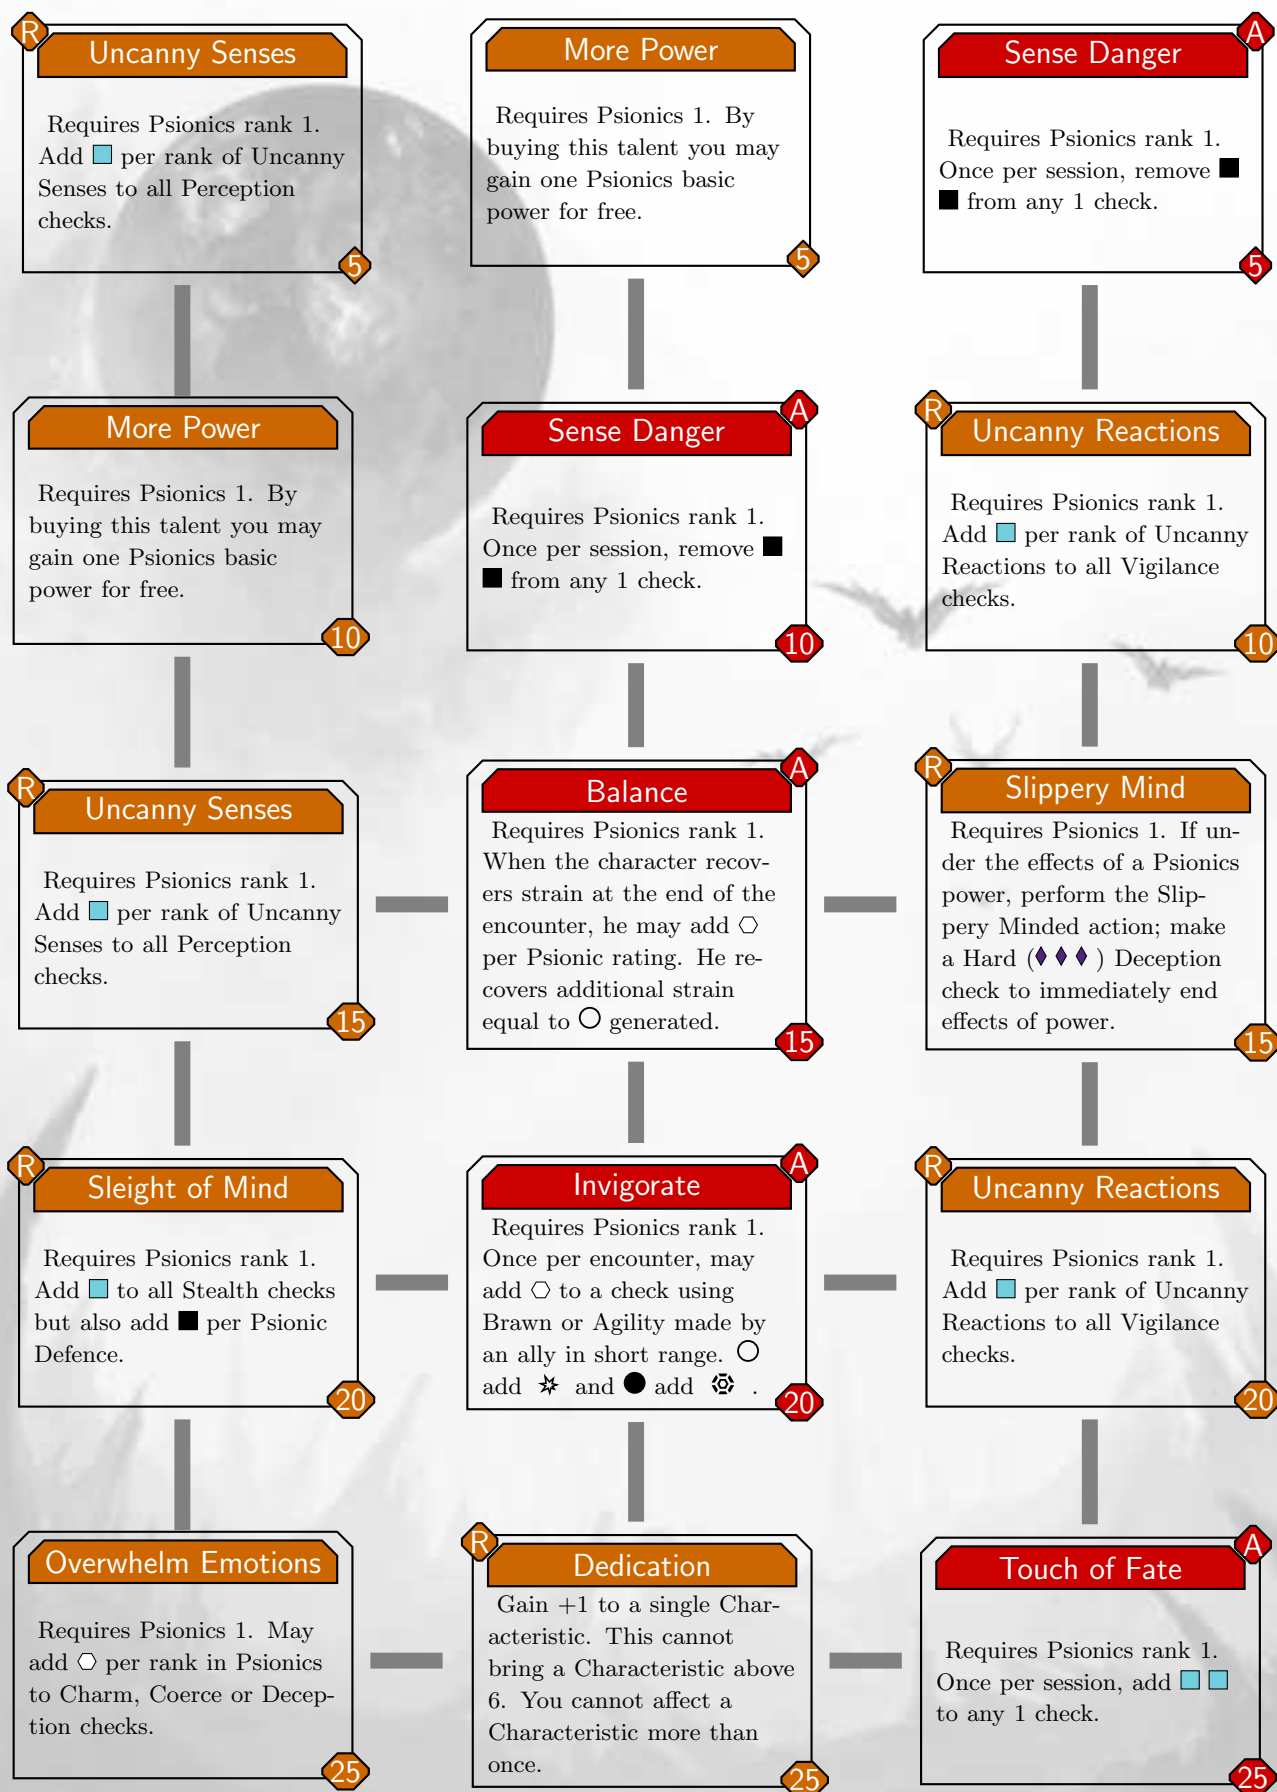 R
Uncanny Senses
Requires Psionics rank 1.
Add per rank of Uncanny
Senses to all Perception
checks.
5
More Power
Requires Psionics 1. By
buying this talent you may
gain one Psionics basic
power for free.
5
A
Sense Danger
Requires Psionics rank 1.
Once per session, remove
from any 1 check.
5
More Power
Requires Psionics 1. By
buying this talent you may
gain one Psionics basic
power for free.
10
A
Sense Danger
Requires Psionics rank 1.
Once per session, remove
from any 1 check.
10
R
Uncanny Reactions
Requires Psionics rank 1.
Add per rank of Uncanny
Reactions to all Vigilance
checks.
10
R
Uncanny Senses
Requires Psionics rank 1.
Add per rank of Uncanny
Senses to all Perception
checks.
15
A
Balance
Requires Psionics rank 1.
When the character recov-
ers strain at the end of the
encounter, he may add
per Psionic rating. He re-
covers additional strain
equal to generated.
15
R
Slippery Mind
Requires Psionics 1. If un-
der the effects of a Psionics
power, perform the Slip-
pery Minded action; make
a Hard ( ) Deception
check to immediately end
effects of power.
15
R
Sleight of Mind
Requires Psionics rank 1.
Add to all Stealth checks
but also add per Psionic
Defence.
20
A
Invigorate
Requires Psionics rank 1.
Once per encounter, may
add to a check using
Brawn or Agility made by
an ally in short range.
add and add .
20
R
Uncanny Reactions
Requires Psionics rank 1.
Add per rank of Uncanny
Reactions to all Vigilance
checks.
20
Overwhelm Emotions
Requires Psionics 1. May
add per rank in Psionics
to Charm, Coerce or Decep-
tion checks.
25
R
Dedication
Gain +1 to a single Char-
acteristic. This cannot
bring a Characteristic above
6. You cannot affect a
Characteristic more than
once.
25
A
Touch of Fate
Requires Psionics rank 1.
Once per session, add
to any 1 check.
25